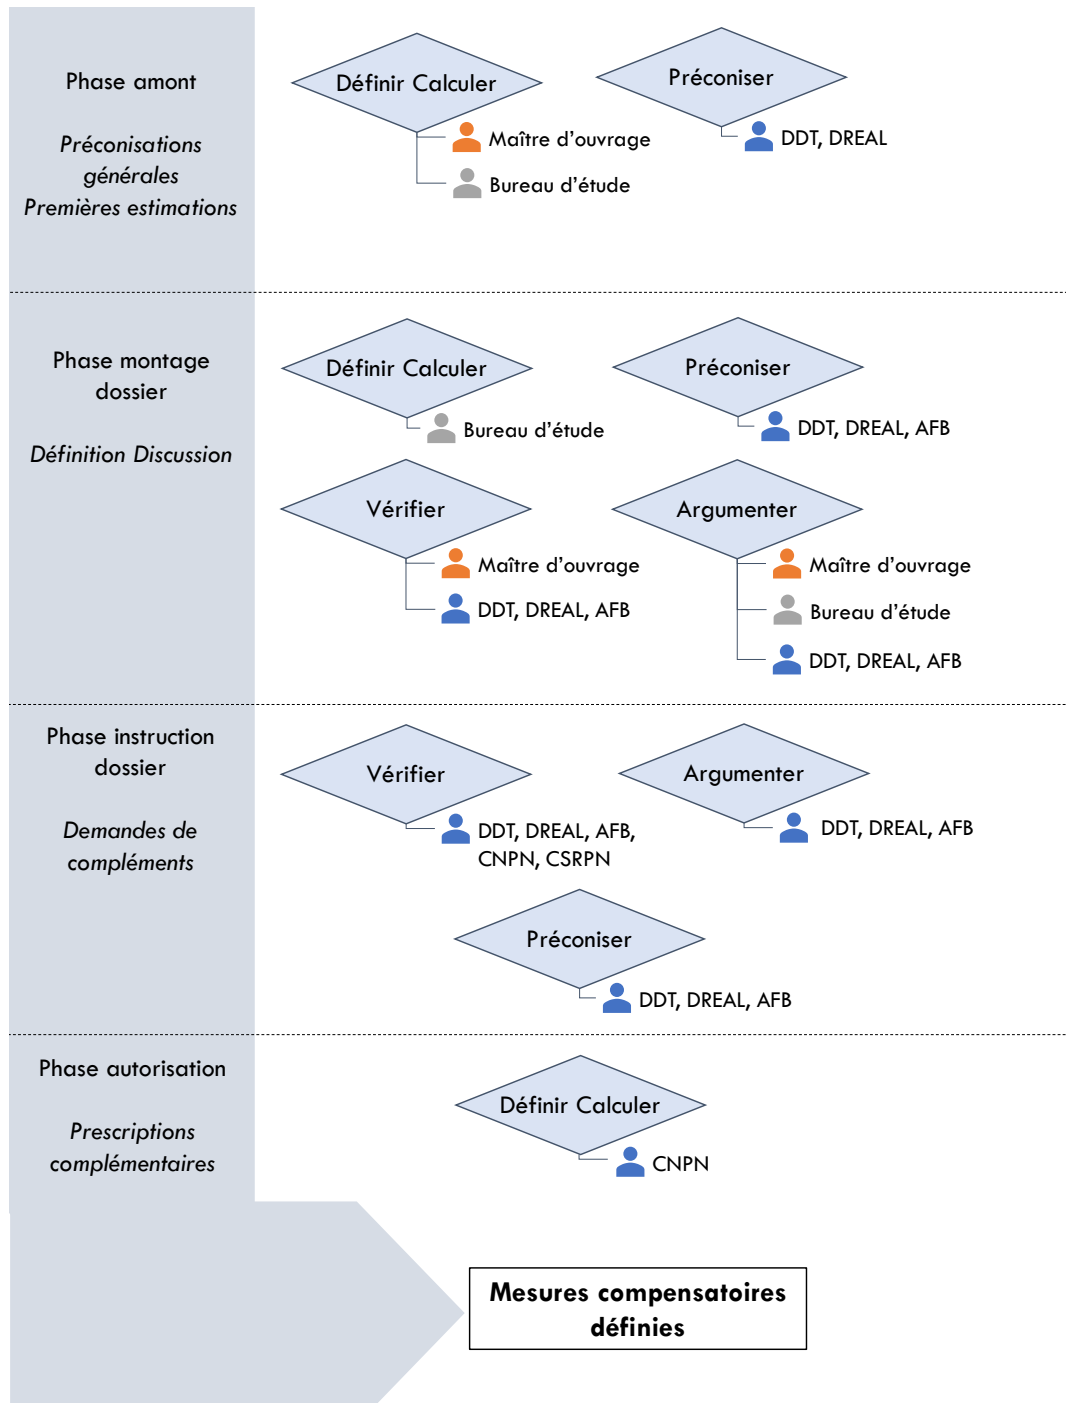 Phase amont
Préconisations
générales
Premières estimations
Définir Calculer
Maître d'ouvrage
Bureau d'étude
Préconiser
DDT, DREAL
Phase montage
dossier
Définition Discussion
Définir Calculer
Bureau d'étude
Préconiser
DDT, DREAL, AFB
Vérifier
Maître d'ouvrage
DDT, DREAL, AFB
Argumenter
Maître d'ouvrage
Bureau d'étude
DDT, DREAL, AFB
Phase instruction
dossier
Demandes de
compléments
Vérifier
DDT, DREAL, AFB,
CNPN, CSRPN
Argumenter
DDT, DREAL, AFB
Préconiser
DDT, DREAL, AFB
Phase autorisation
Prescriptions
complémentaires
Définir Calculer
CNPN
Mesures compensatoires
définies